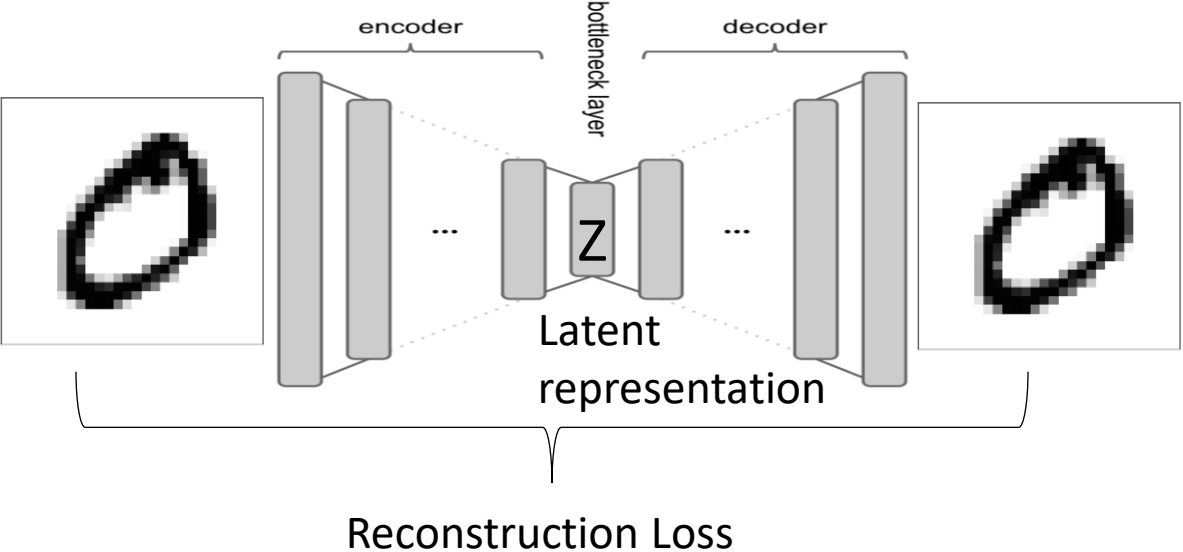 encoder
bottleneck layer
decoder
...
Z
...
Latent
representation
Reconstruction Loss